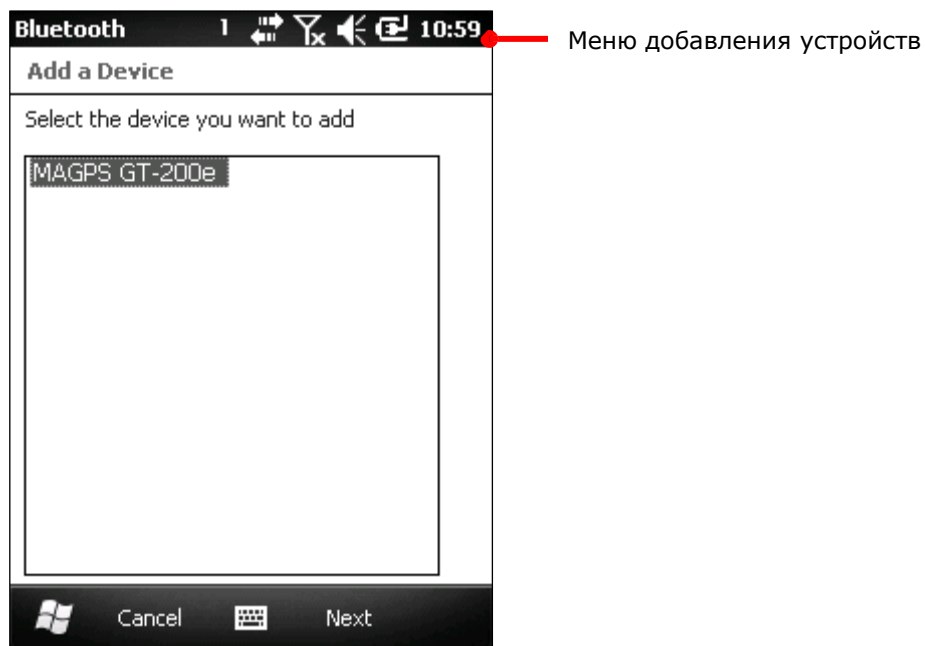 Bluetooth 1 10:59
Меню добавления устройств
Add a Device
Select the device you want to add
MAGPS GT-200e
Cancel Next